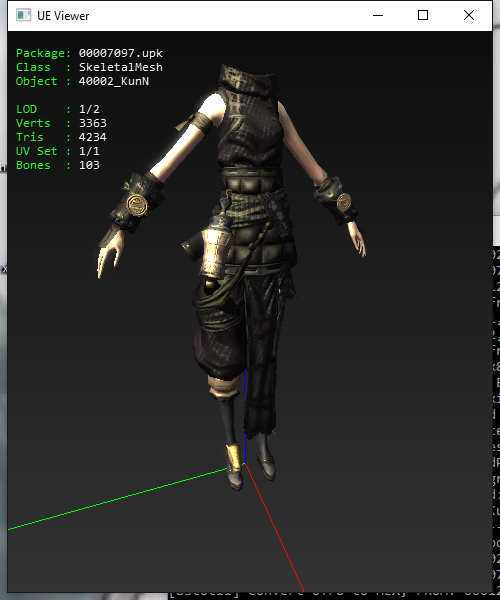 UE Viewer
Package: 00007097.upk
Class : SkeletalMesh
Object : 40002_KunN
LOD : 1/2
Verts : 3363
Tris : 4234
UV Set : 1/1
Bones : 103